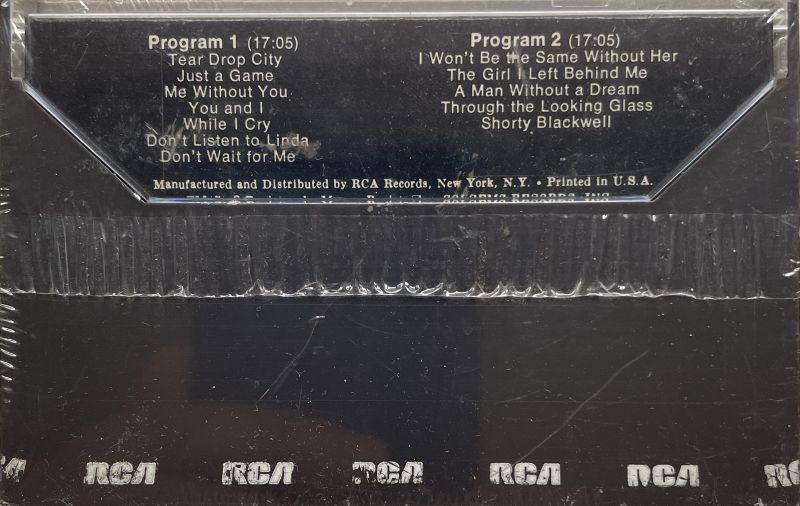 Program 1 (17:05)
Tear Drop City
Just a Game
Me Without You
You and I
While I Cry
Don't Listen to Linda
Don't Wait for Me
Program 2 (17:05)
I Won't Be the Same Without Her
The Girl I Left Behind Me
A Man Without a Dream
Through the Looking Glass
Shorty Blackwell
Manufactured and Distributed by RCA Records, New York, N.Y. • Printed in U.S.A.
RCA RCA RCA RCA RCA